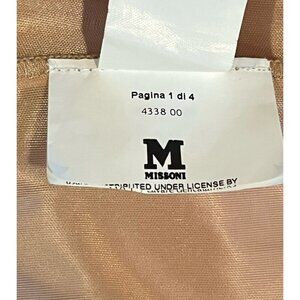 Pagina 1 di 4
4338 00
M
MISSONI
DISTRIBUTED UNDER LICENSE BY